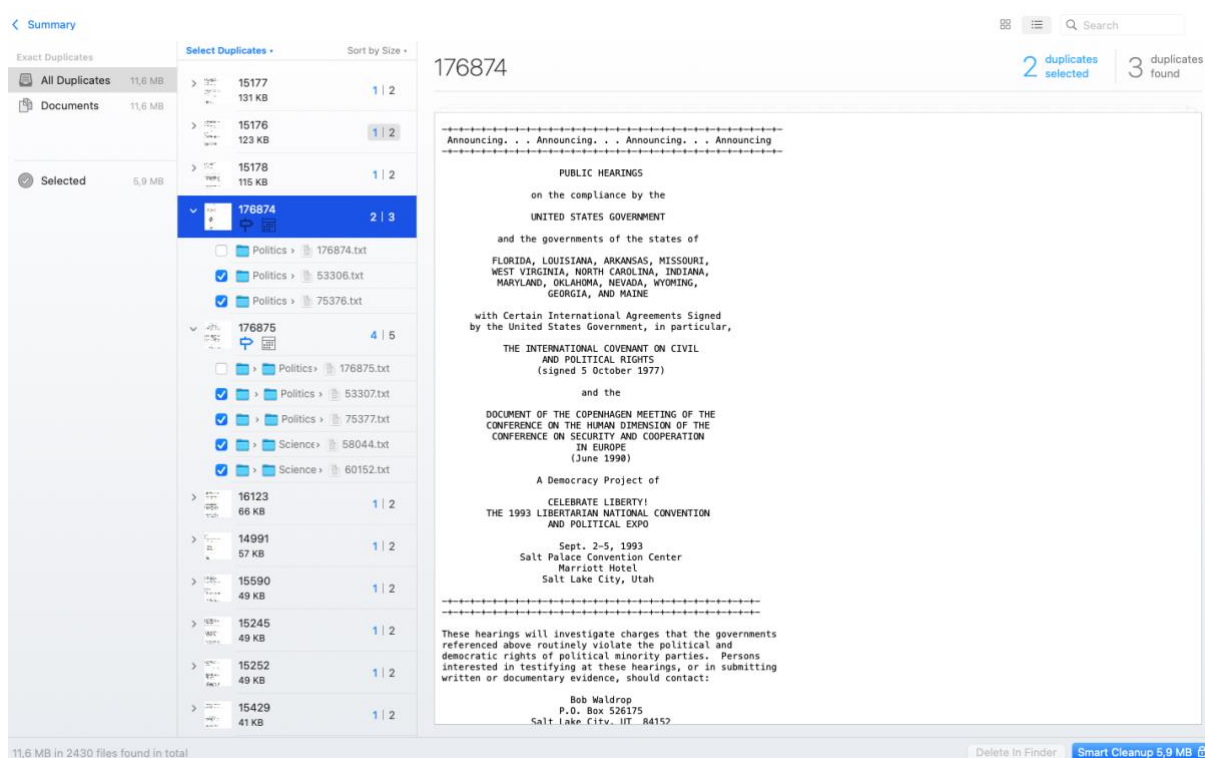 Summary
Search
Exact Duplicates
All Duplicates 11,6 MB
Documents 11,6 MB
Selected 5,9 MB
Select Duplicates
Sort by Size
15177
131 KB
1 | 2
15176
123 KB
1 | 2
15178
115 KB
1 | 2
176874
2 | 3
Politics › 176874.txt
Politics › 53306.txt
Politics › 75376.txt
176875
4 | 5
› Politics › 176875.txt
› Politics › 53307.txt
› Politics › 75377.txt
› Science › 58044.txt
› Science › 60152.txt
16123
66 KB
1 | 2
14991
57 KB
1 | 2
15590
49 KB
1 | 2
15245
49 KB
1 | 2
15252
49 KB
1 | 2
15429
41 KB
1 | 2
176874
2 duplicates selected
3 duplicates found
Announcing. . . Announcing. . . Announcing. . . Announcing
PUBLIC HEARINGS
on the compliance by the
UNITED STATES GOVERNMENT
and the governments of the states of
FLORIDA, LOUISIANA, ARKANSAS, MISSOURI,
WEST VIRGINIA, NORTH CAROLINA, INDIANA,
MARYLAND, OKLAHOMA, NEVADA, WYOMING,
GEORGIA, AND MAINE
with Certain International Agreements Signed
by the United States Government, in particular,
THE INTERNATIONAL COVENANT ON CIVIL
AND POLITICAL RIGHTS
(signed 5 October 1977)
and the
DOCUMENT OF THE COPENHAGEN MEETING OF THE
CONFERENCE ON THE HUMAN DIMENSION OF THE
CONFERENCE ON SECURITY AND COOPERATION
IN EUROPE
(June 1990)
A Democracy Project of
CELEBRATE LIBERTY!
THE 1993 LIBERTARIAN NATIONAL CONVENTION
AND POLITICAL EXPO
Sept. 2-5, 1993
Salt Palace Convention Center
Marriott Hotel
Salt Lake City, Utah
These hearings will investigate charges that the governments
referenced above routinely violate the political and
democratic rights of political minority parties. Persons
interested in testifying at these hearings, or in submitting
written or documentary evidence, should contact:
Bob Waldrop
P.O. Box 526175
Salt Lake City, UT 84152
11,6 MB in 2430 files found in total
Delete In Finder
Smart Cleanup 5,9 MB